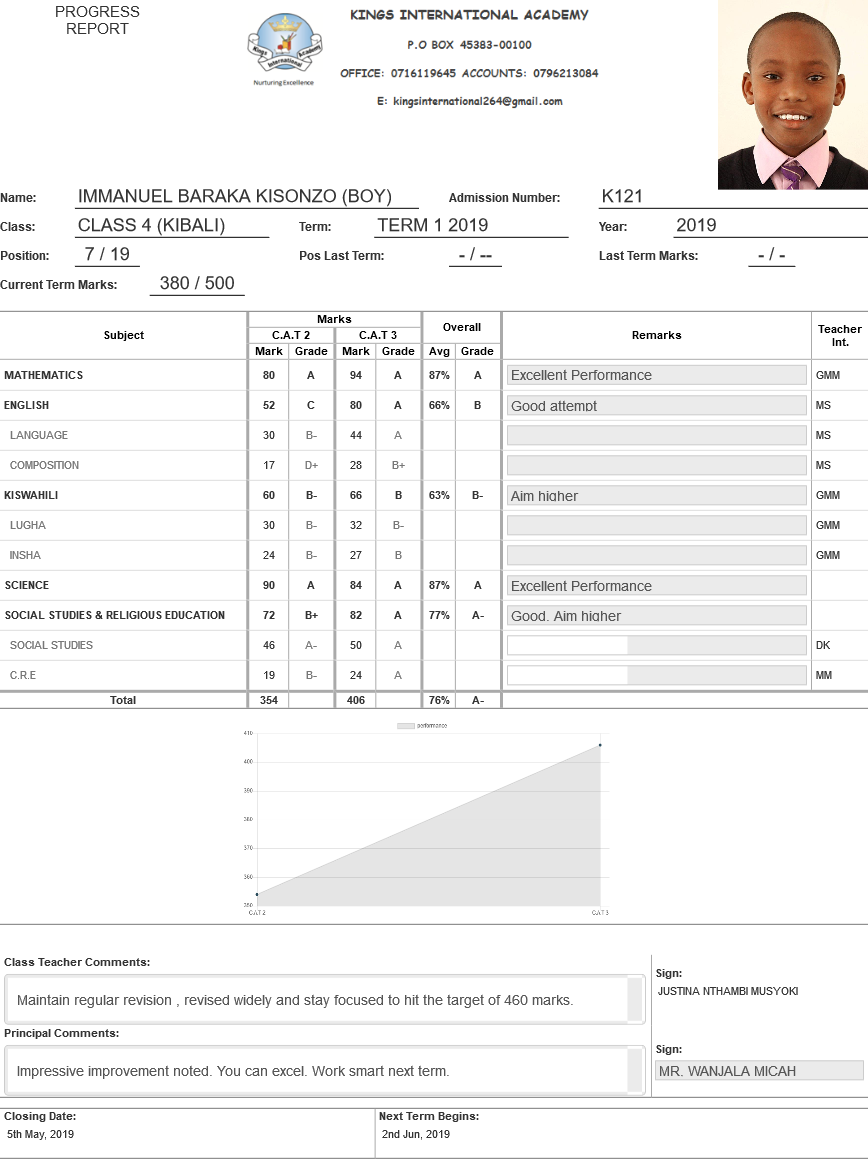 PROGRESS
REPORT
KINGS INTERNATIONAL ACADEMY
P.O BOX 45383-00100
OFFICE: 0716119645 ACCOUNTS: 0796213084
E: kingsinternational264@gmail.com
Kings International Academy
Nurturing Excellence
Name: IMMANUEL BARAKA KISONZO (BOY) Admission Number: K121
Class: CLASS 4 (KIBALI) Term: TERM 1 2019 Year: 2019
Position: 7 / 19 Pos Last Term: - / -- Last Term Marks: - / -
Current Term Marks: 380 / 500
Subject Marks Overall Remarks Teacher Int.
C.A.T 2 C.A.T 3
Mark Grade Mark Grade Avg Grade
MATHEMATICS 80 A 94 A 87% A Excellent Performance GMM
ENGLISH 52 C 80 A 66% B Good attempt MS
LANGUAGE 30 B- 44 A MS
COMPOSITION 17 D+ 28 B+ MS
KISWAHILI 60 B- 66 B 63% B- Aim higher GMM
LUGHA 30 B- 32 B- GMM
INSHA 24 B- 27 B GMM
SCIENCE 90 A 84 A 87% A Excellent Performance
SOCIAL STUDIES & RELIGIOUS EDUCATION 72 B+ 82 A 77% A- Good. Aim higher
SOCIAL STUDIES 46 A- 50 A DK
C.R.E 19 B- 24 A MM
Total 354 406 76% A-
performance
410
400
390
380
370
360
350
CAT 2 CAT 3
Class Teacher Comments:
Maintain regular revision , revised widely and stay focused to hit the target of 460 marks.
Sign:
JUSTINA NTHAMBI MUSYOKI
Principal Comments:
Impressive improvement noted. You can excel. Work smart next term.
Sign:
MR. WANJALA MICAH
Closing Date: Next Term Begins:
5th May, 2019 2nd Jun, 2019